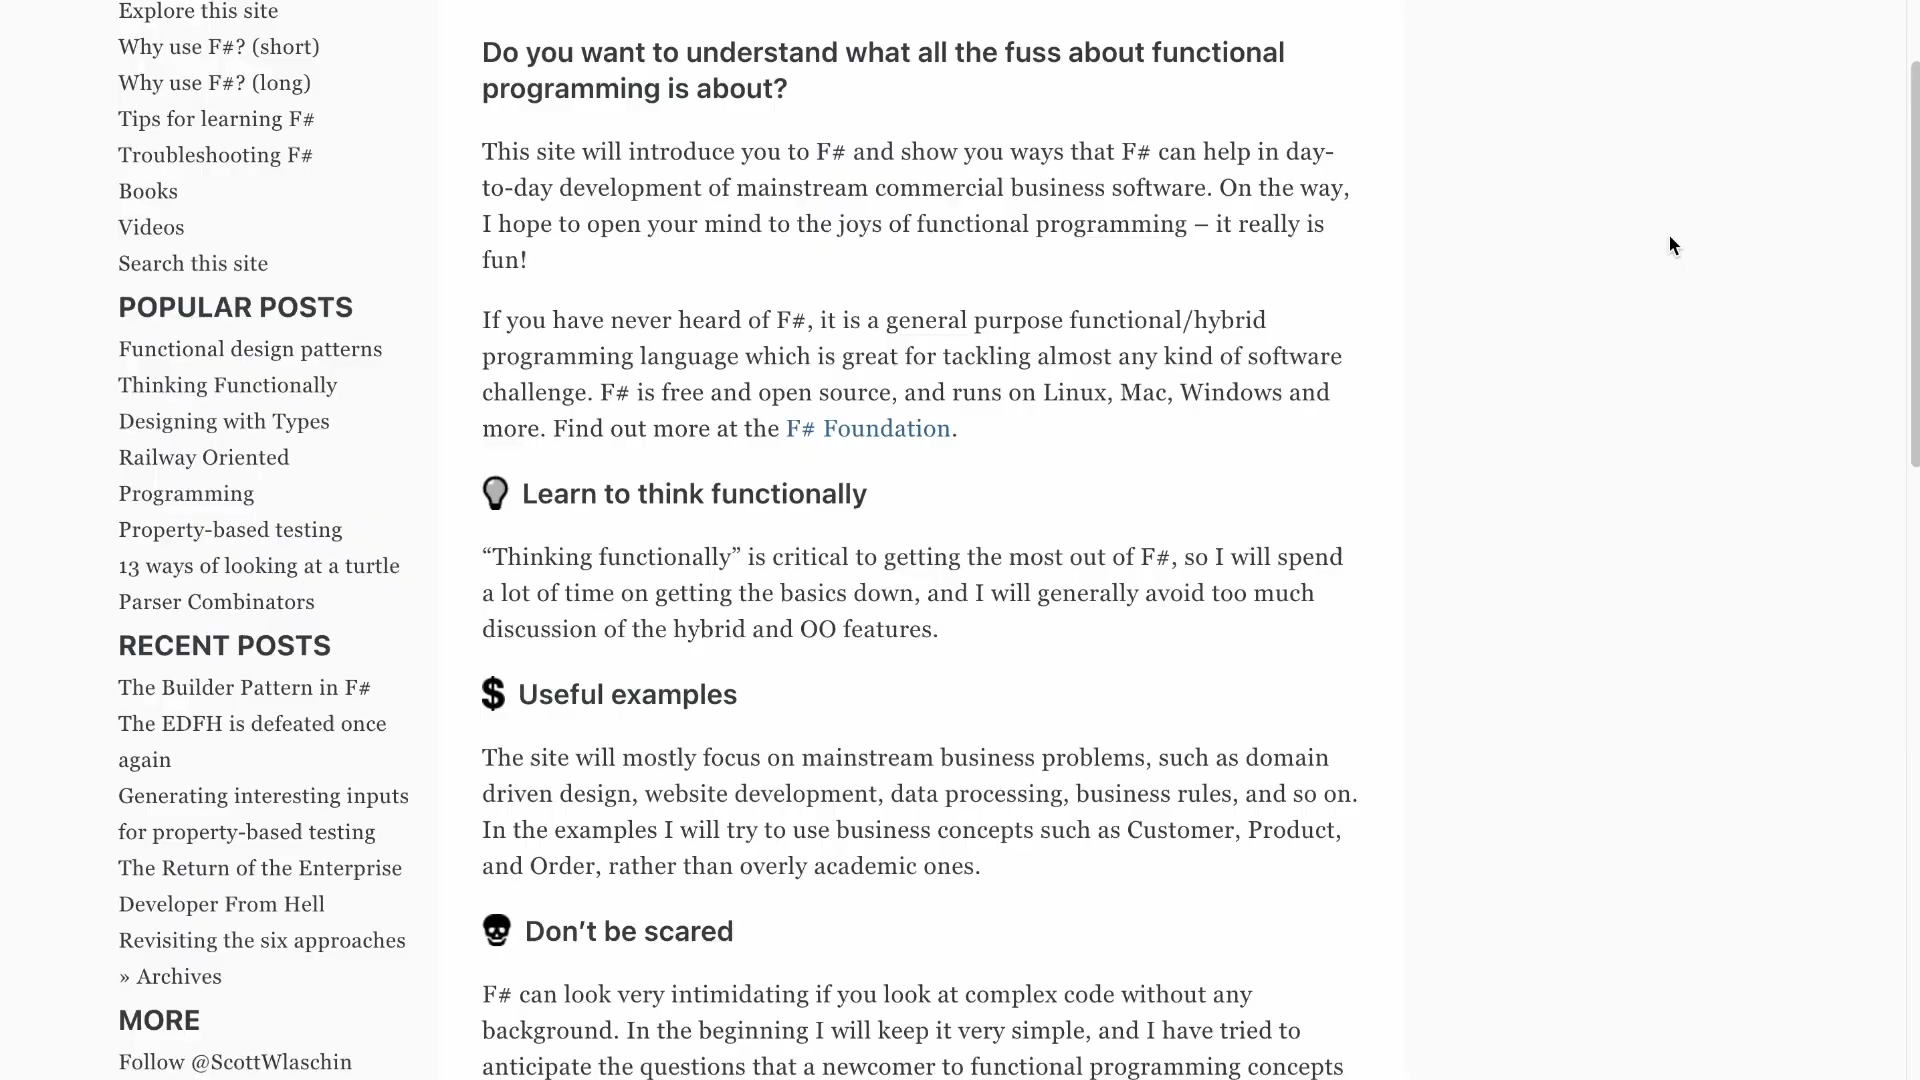 Explore this site
Why use F#? (short)
Why use F#? (long)
Tips for learning F#
Troubleshooting F#
Books
Videos
Search this site
POPULAR POSTS
Functional design patterns
Thinking Functionally
Designing with Types
Railway Oriented
Programming
Property-based testing
13 ways of looking at a turtle
Parser Combinators
RECENT POSTS
The Builder Pattern in F#
The EDFH is defeated once
again
Generating interesting inputs
for property-based testing
The Return of the Enterprise
Developer From Hell
Revisiting the six approaches
» Archives
MORE
Follow @ScottWlaschin
Do you want to understand what all the fuss about functional
programming is about?
This site will introduce you to F# and show you ways that F# can help in day-
to-day development of mainstream commercial business software. On the way,
I hope to open your mind to the joys of functional programming – it really is
fun!
If you have never heard of F#, it is a general purpose functional/hybrid
programming language which is great for tackling almost any kind of software
challenge. F# is free and open source, and runs on Linux, Mac, Windows and
more. Find out more at the F# Foundation.
Learn to think functionally
“Thinking functionally” is critical to getting the most out of F#, so I will spend
a lot of time on getting the basics down, and I will generally avoid too much
discussion of the hybrid and OO features.
$ Useful examples
The site will mostly focus on mainstream business problems, such as domain
driven design, website development, data processing, business rules, and so on.
In the examples I will try to use business concepts such as Customer, Product,
and Order, rather than overly academic ones.
Don’t be scared
F# can look very intimidating if you look at complex code without any
background. In the beginning I will keep it very simple, and I have tried to
anticipate the questions that a newcomer to functional programming concepts